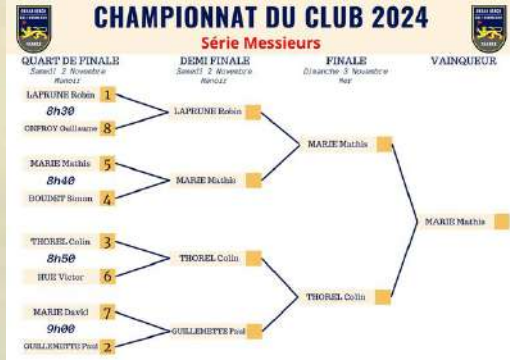 CHAMPIONNAT DU CLUB 2024
Série Messieurs
QUART DE FINALE
Samedi 2 Novembre
Manoir
DEMI FINALE
Samedi 2 Novembre
Manoir
FINALE
Dimanche 3 Novembre
Mer
VAINQUEUR
LAPRUNE Robin 1
8h30
ONFROY Guillaume 8
MARIE Mathis 5
8h40
BOUDET Simon 4
THOREL Colin 3
8h50
HUE Victor 6
MARIE David 7
9h00
GUILLEMETTE Paul 2
LAPRUNE Robin
MARIE Mathis
THOREL Colin
GUILLEMETTE Paul
MARIE Mathis
THOREL Colin
MARIE Mathis